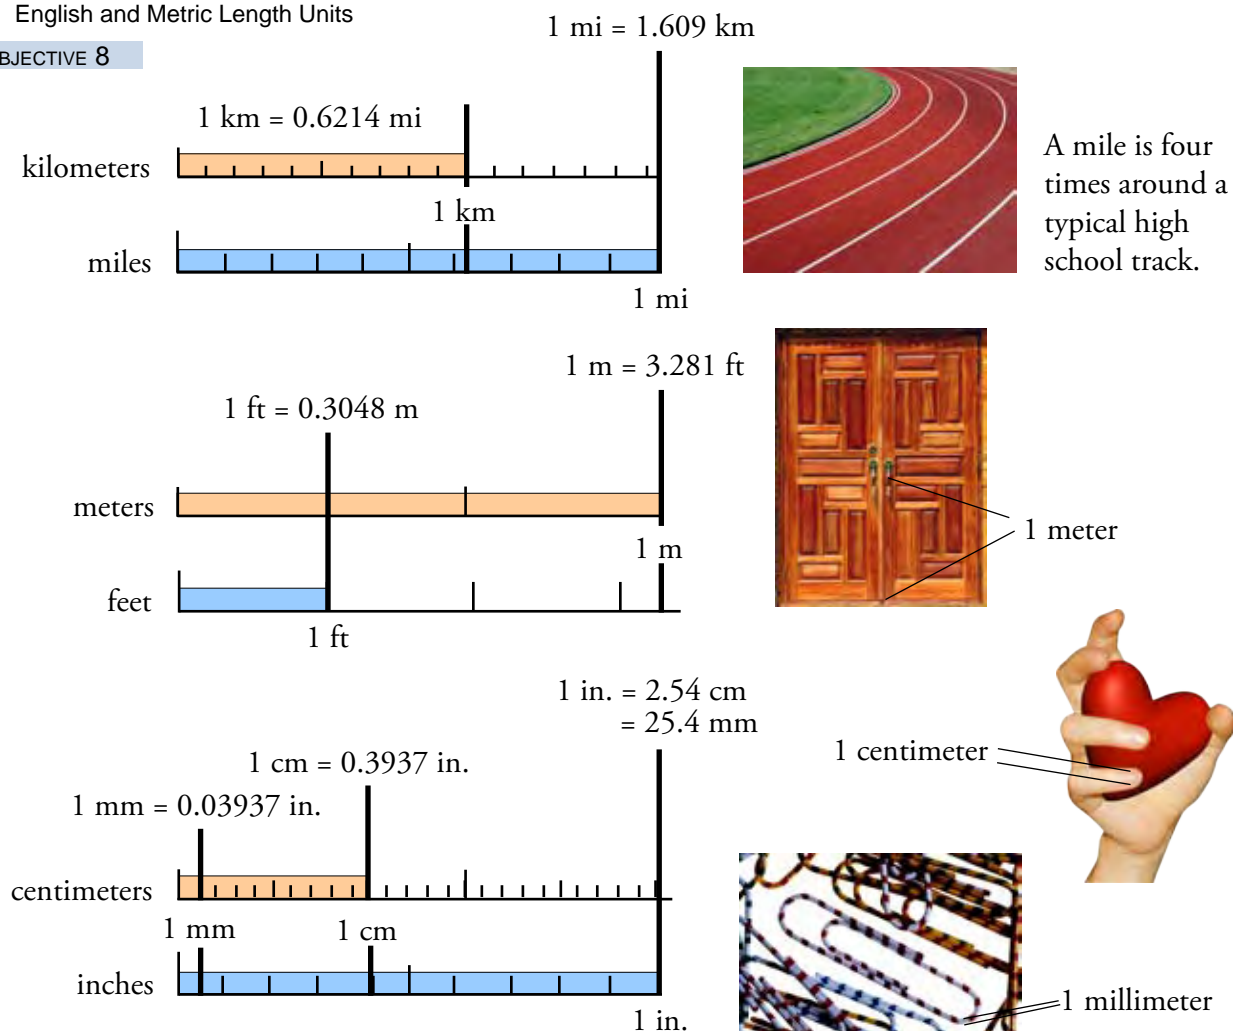 English and Metric Length Units
BJECTIVE 8
1 mi = 1.609 km
1 km = 0.6214 mi
kilometers
1 km
miles
1 mi
A mile is four
times around a
typical high
school track.
1 m = 3.281 ft
1 ft = 0.3048 m
meters
1 m
feet
1 ft
1 meter
1 in. = 2.54 cm
= 25.4 mm
1 cm = 0.3937 in.
1 mm = 0.03937 in.
centimeters
1 mm
1 cm
inches
1 in.
1 centimeter
1 millimeter